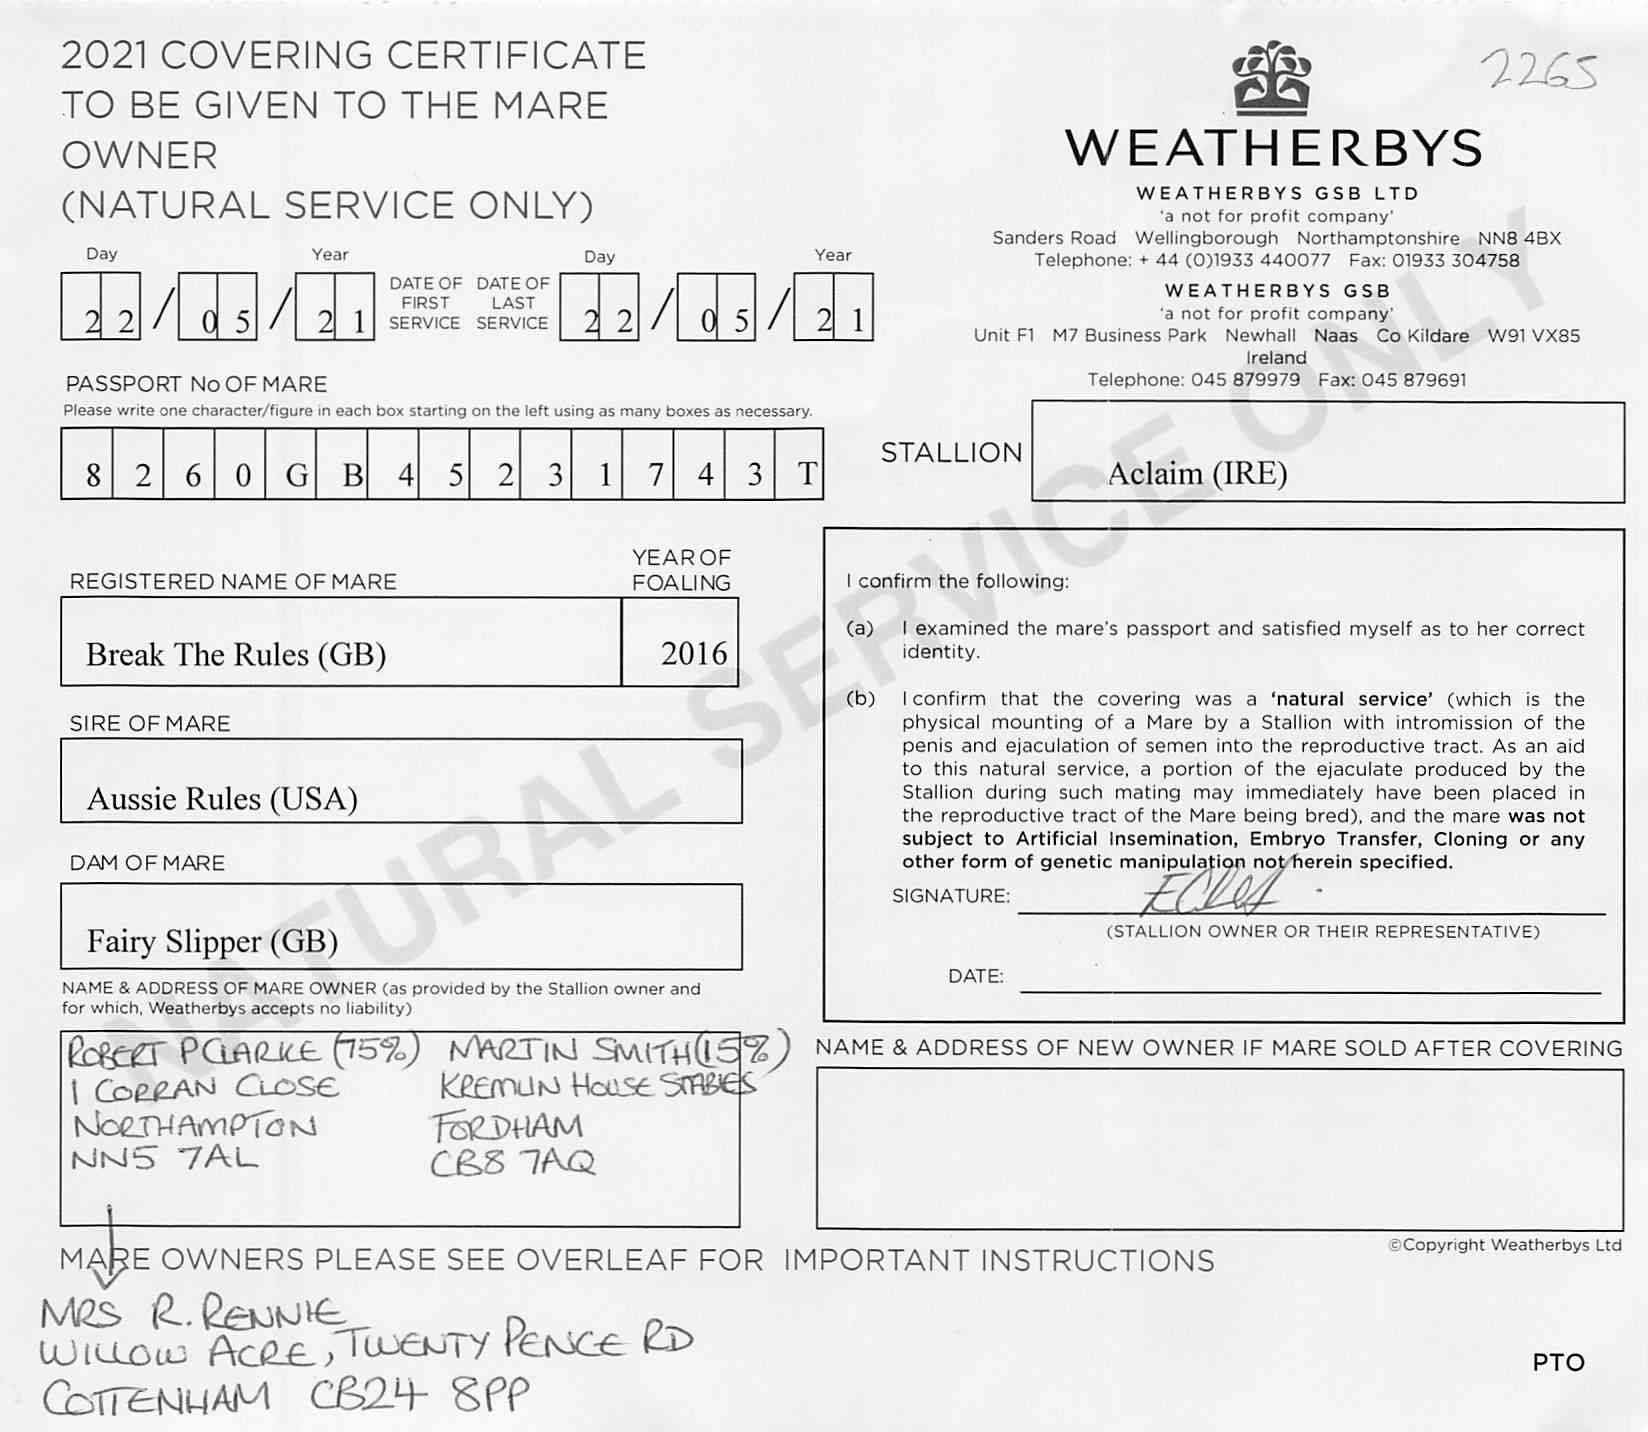 2021 COVERING CERTIFICATE
TO BE GIVEN TO THE MARE
OWNER
(NATURAL SERVICE ONLY)
2265
WEATHERBYS
WEATHERBYS GSB LTD
'a not for profit company'
Sanders Road Wellingborough Northamptonshire NN8 4BX
Telephone: + 44 (0)1933 440077 Fax: 01933 304758
WEATHERBYS GSB
'a not for profit company'
Unit F1 M7 Business Park Newhall Naas Co Kildare W91 VX85
Ireland
Telephone: 045 879979 Fax: 045 879691
Day Year
22/05/21
DATE OF FIRST SERVICE
DATE OF LAST SERVICE
Day Year
22/05/21
PASSPORT No OF MARE
Please write one character/figure in each box starting on the left using as many boxes as necessary.
8260GB45231743T
STALLION
Aclaim (IRE)
REGISTERED NAME OF MARE
Break The Rules (GB)
YEAR OF
FOALING
2016
SIRE OF MARE
Aussie Rules (USA)
DAM OF MARE
Fairy Slipper (GB)
I confirm the following:
(a) I examined the mare's passport and satisfied myself as to her correct
identity.
(b) I confirm that the covering was a 'natural service' (which is the
physical mounting of a Mare by a Stallion with intromission of the
penis and ejaculation of semen into the reproductive tract. As an aid
to this natural service, a portion of the ejaculate produced by the
Stallion during such mating may immediately have been placed in
the reproductive tract of the Mare being bred), and the mare was not
subject to Artificial Insemination, Embryo Transfer, Cloning or any
other form of genetic manipulation not herein specified.
SIGNATURE:
(STALLION OWNER OR THEIR REPRESENTATIVE)
DATE:
NAME & ADDRESS OF MARE OWNER (as provided by the Stallion owner and
for which, Weatherbys accepts no liability)
ROBERT P CLARKE (75%)
1 CORRAN CLOSE
NORTHAMPTON
NN5 7AL
MARTIN SMITH (15%)
KREMLIN HOUSE STABLES
FORDHAM
CB8 7AQ
NAME & ADDRESS OF NEW OWNER IF MARE SOLD AFTER COVERING
©Copyright Weatherbys Ltd
MARE OWNERS PLEASE SEE OVERLEAF FOR IMPORTANT INSTRUCTIONS
MRS R. RENNIE
WILLOW ACRE, TWENTY PENCE RD
COTTENHAM CB24 8PP
PTO
NATURAL SERVICE ONLY